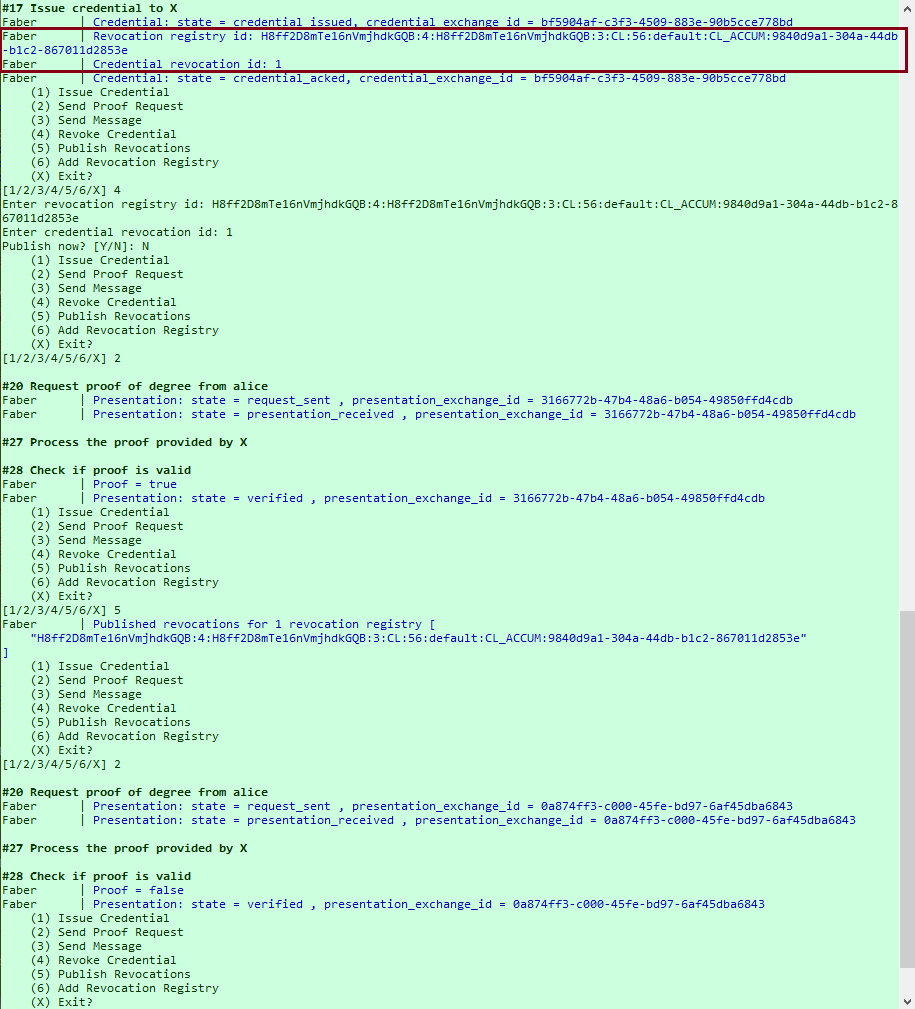 #17 Issue credential to X
Faber      | Credential: state = credential_issued, credential_exchange_id = bf5904af-c3f3-4509-883e-90b5cce778bd
Faber      | Revocation registry id: H8ff2D8mTe16nVmjhdkGQB:4:H8ff2D8mTe16nVmjhdkGQB:3:CL:56:default:CL_ACCUM:9840d9a1-304a-44db
-b1c2-867011d2853e
Faber      | Credential revocation id: 1
Faber      | Credential: state = credential_acked, credential_exchange_id = bf5904af-c3f3-4509-883e-90b5cce778bd
    (1) Issue Credential
    (2) Send Proof Request
    (3) Send Message
    (4) Revoke Credential
    (5) Publish Revocations
    (6) Add Revocation Registry
    (X) Exit?
[1/2/3/4/5/6/X] 4
Enter revocation registry id: H8ff2D8mTe16nVmjhdkGQB:4:H8ff2D8mTe16nVmjhdkGQB:3:CL:56:default:CL_ACCUM:9840d9a1-304a-44db-b1c2-8
67011d2853e
Enter credential revocation id: 1
Publish now? [Y/N]: N
    (1) Issue Credential
    (2) Send Proof Request
    (3) Send Message
    (4) Revoke Credential
    (5) Publish Revocations
    (6) Add Revocation Registry
    (X) Exit?
[1/2/3/4/5/6/X] 2
#20 Request proof of degree from alice
Faber      | Presentation: state = request_sent , presentation_exchange_id = 3166772b-47b4-48a6-b054-49850ffd4cdb
Faber      | Presentation: state = presentation_received , presentation_exchange_id = 3166772b-47b4-48a6-b054-49850ffd4cdb
#27 Process the proof provided by X
#28 Check if proof is valid
Faber      | Proof = true
Faber      | Presentation: state = verified , presentation_exchange_id = 3166772b-47b4-48a6-b054-49850ffd4cdb
    (1) Issue Credential
    (2) Send Proof Request
    (3) Send Message
    (4) Revoke Credential
    (5) Publish Revocations
    (6) Add Revocation Registry
    (X) Exit?
[1/2/3/4/5/6/X] 5
Faber      | Published revocations for 1 revocation registry [
    "H8ff2D8mTe16nVmjhdkGQB:4:H8ff2D8mTe16nVmjhdkGQB:3:CL:56:default:CL_ACCUM:9840d9a1-304a-44db-b1c2-867011d2853e"
]
    (1) Issue Credential
    (2) Send Proof Request
    (3) Send Message
    (4) Revoke Credential
    (5) Publish Revocations
    (6) Add Revocation Registry
    (X) Exit?
[1/2/3/4/5/6/X] 2
#20 Request proof of degree from alice
Faber      | Presentation: state = request_sent , presentation_exchange_id = 0a874ff3-c000-45fe-bd97-6af45dba6843
Faber      | Presentation: state = presentation_received , presentation_exchange_id = 0a874ff3-c000-45fe-bd97-6af45dba6843
#27 Process the proof provided by X
#28 Check if proof is valid
Faber      | Proof = false
Faber      | Presentation: state = verified , presentation_exchange_id = 0a874ff3-c000-45fe-bd97-6af45dba6843
    (1) Issue Credential
    (2) Send Proof Request
    (3) Send Message
    (4) Revoke Credential
    (5) Publish Revocations
    (6) Add Revocation Registry
    (X) Exit?